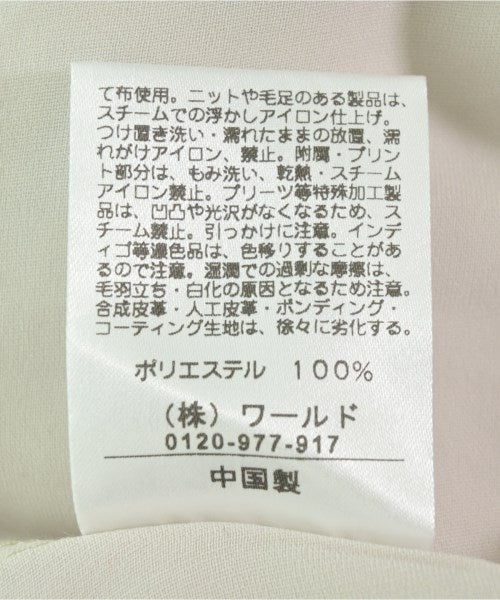 て布使用。ニットや毛足のある製品は、
スチームでの浮かしアイロン仕上げ。
つけ置き洗い・濡れたままの放置、濡
れがけアイロン、禁止。附属・プリン
ト部分は、もみ洗い、乾熱・スチーム
アイロン禁止。プリーツ等特殊加工製
品は、凹凸や光沢がなくなるため、ス
チーム禁止。引っかけに注意。インデ
ィゴ等濃色品は、色移りすることがあ
るので注意。湿潤での過剰な摩擦は、
毛羽立ち・白化の原因となるため注意。
合成皮革・人工皮革・ボンディング・
コーティング生地は、徐々に劣化する。
ポリエステル 100%
（株）ワールド
0120-977-917
中国製